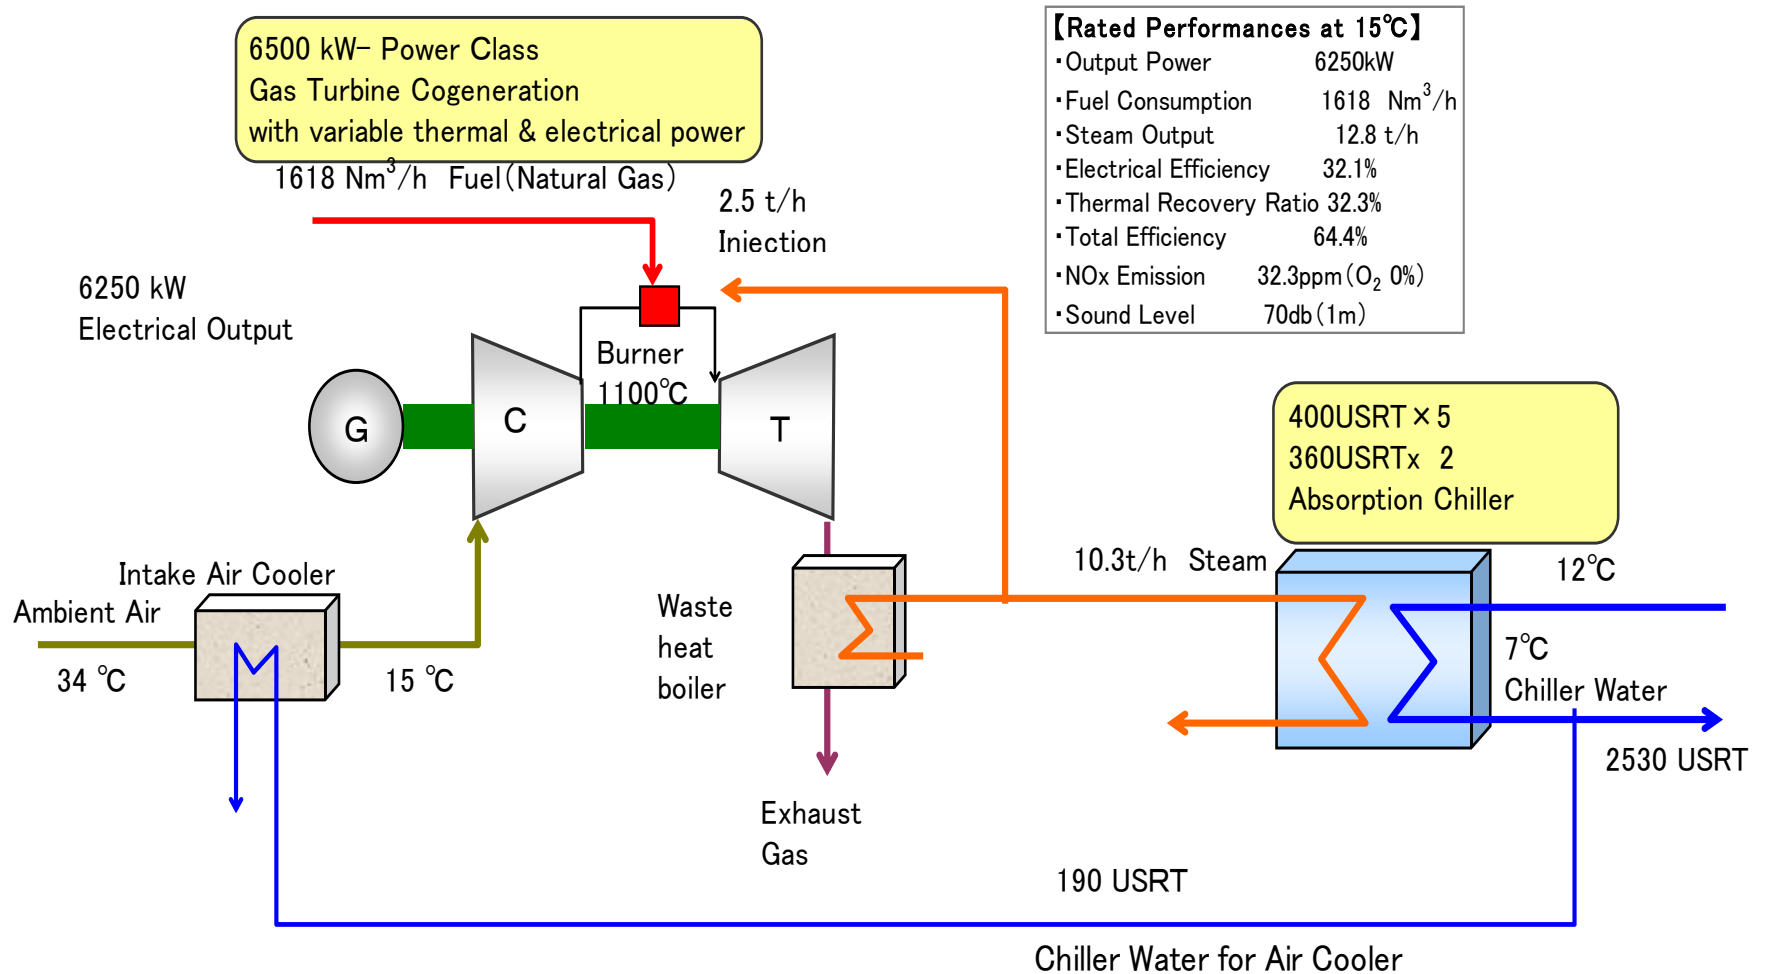 6500 kW- Power Class
Gas Turbine Cogeneration
with variable thermal & electrical power
1618 Nm³/h Fuel(Natural Gas)
2.5 t/h
Iniection
6250 kW
Electrical Output
Burner
1100℃
G
C
T
【Rated Performances at 15℃】
・Output Power 6250kW
・Fuel Consumption 1618 Nm³/h
・Steam Output 12.8 t/h
・Electrical Efficiency 32.1%
・Thermal Recovery Ratio 32.3%
・Total Efficiency 64.4%
・NOx Emission 32.3ppm(O₂ 0%)
・Sound Level 70db(1m)
400USRT×5
360USRTx 2
Absorption Chiller
10.3t/h Steam
12℃
7℃
Chiller Water
2530 USRT
Intake Air Cooler
Ambient Air
34 ℃
15 ℃
Waste
heat
boiler
Exhaust
Gas
190 USRT
Chiller Water for Air Cooler